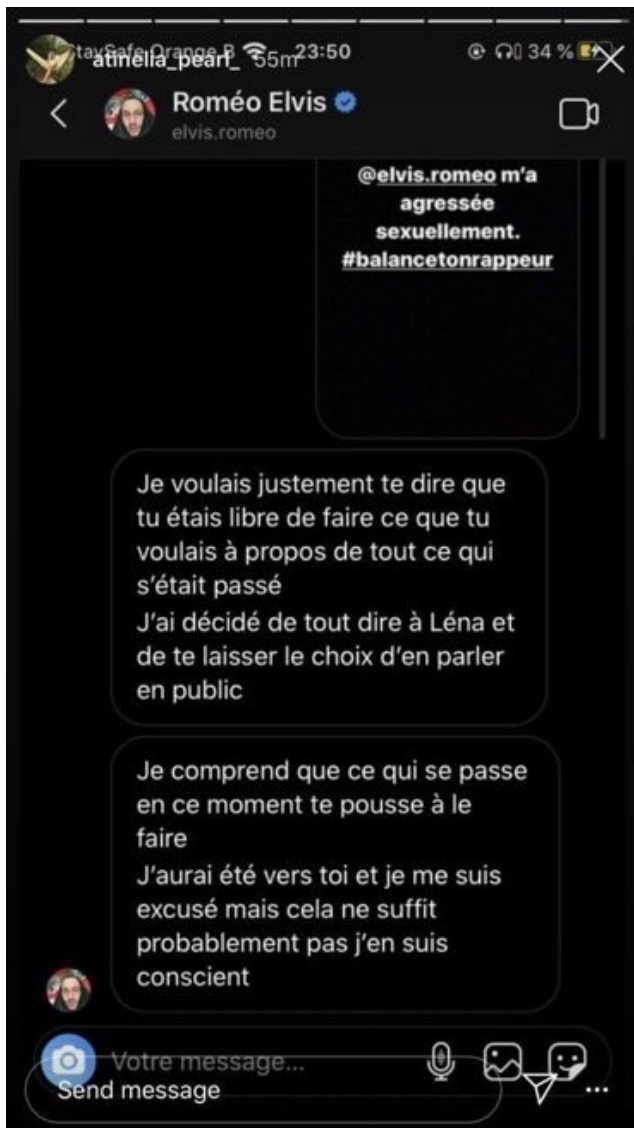 StaySafe Orange B 23:50 34 %
atinelia_pearl_ 55m
Roméo Elvis
elvis.romeo
@elvis.romeo m'a
agressée
sexuellement.
#balancetonrappeur
Je voulais justement te dire que
tu étais libre de faire ce que tu
voulais à propos de tout ce qui
s'était passé
J'ai décidé de tout dire à Léna et
de te laisser le choix d'en parler
en public
Je comprend que ce qui se passe
en ce moment te pousse à le
faire
J'aurai été vers toi et je me suis
excusé mais cela ne suffit
probablement pas j'en suis
conscient
Votre message...
Send message